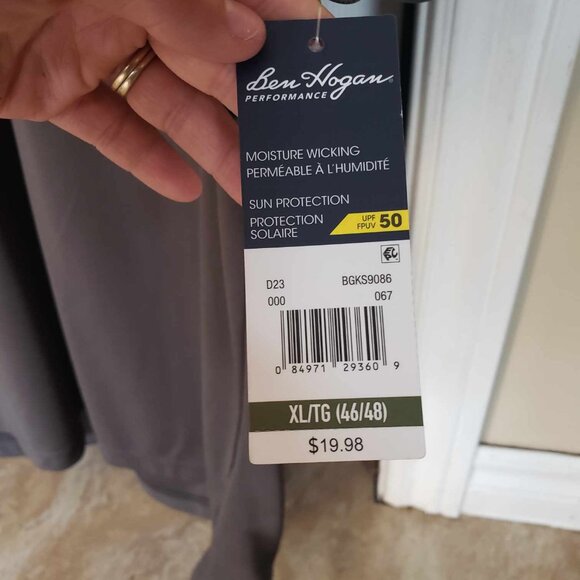 Ben Hogan®
PERFORMANCE
MOISTURE WICKING
PERMÉABLE À L'HUMIDITÉ
SUN PROTECTION
PROTECTION
SOLAIRE
UPF
FPUV 50
D23 BGKS9086
000 067
0 84971 29360 9
XL/TG (46/48)
$19.98